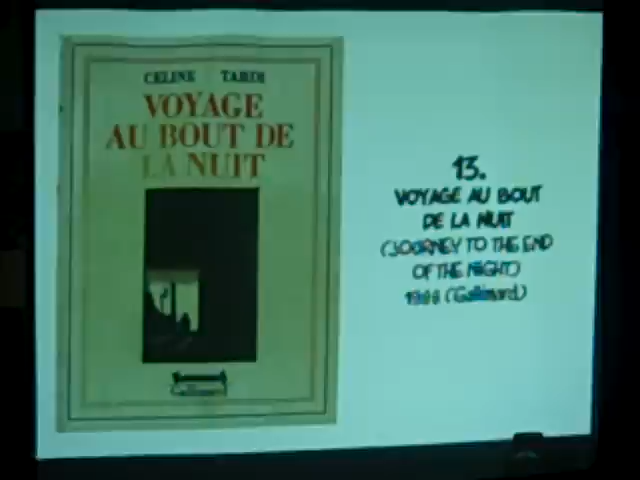 CELINE TARDI
VOYAGE
AU BOUT DE
LA NUIT
13.
VOYAGE AU BOUT
DE LA NUIT
(JOURNEY TO THE END
OF THE NIGHT)
1988 (Gallimard)